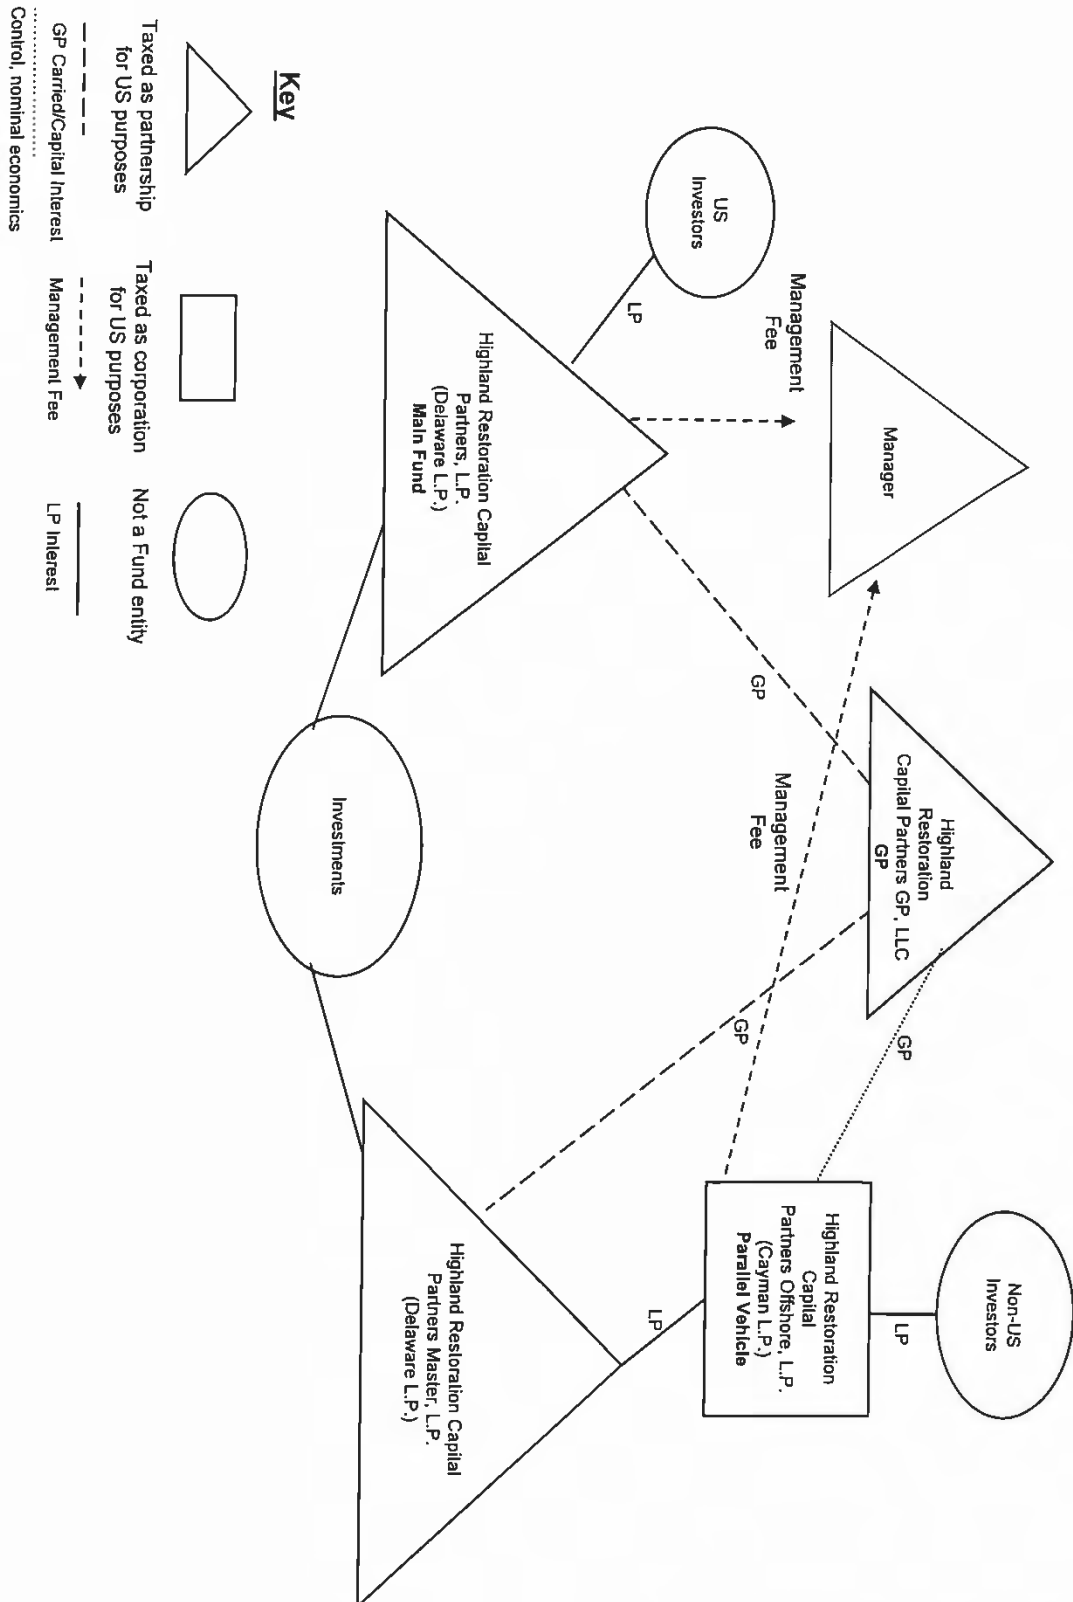 Non-US
Investors
LP
Highland
Restoration
Capital Partners GP, LLC
GP
GP
Highland Restoration
Capital
Partners Offshore, L.P.
(Cayman L.P.)
Parallel Vehicle
Manager
Management
Fee
Management
Fee
GP
GP
LP
US
Investors
LP
Highland Restoration Capital
Partners, L.P.
(Delaware L.P.)
Main Fund
Highland Restoration Capital
Partners Master, L.P.
(Delaware L.P.)
Investments
Key
Taxed as partnership
for US purposes
Taxed as corporation
for US purposes
Not a Fund entity
GP Carried/Capital Interest
Management Fee
LP Interest
Control, nominal economics